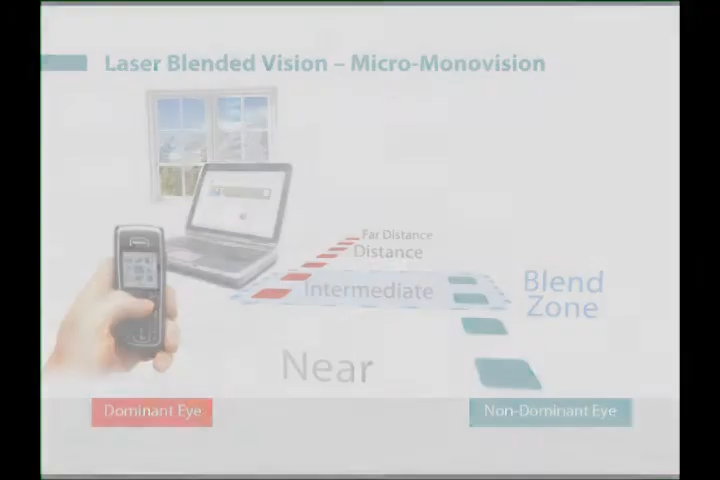 Laser Blended Vision – Micro-Monovision
Far Distance
Distance
Intermediate
Blend
Zone
Near
Dominant Eye
Non-Dominant Eye